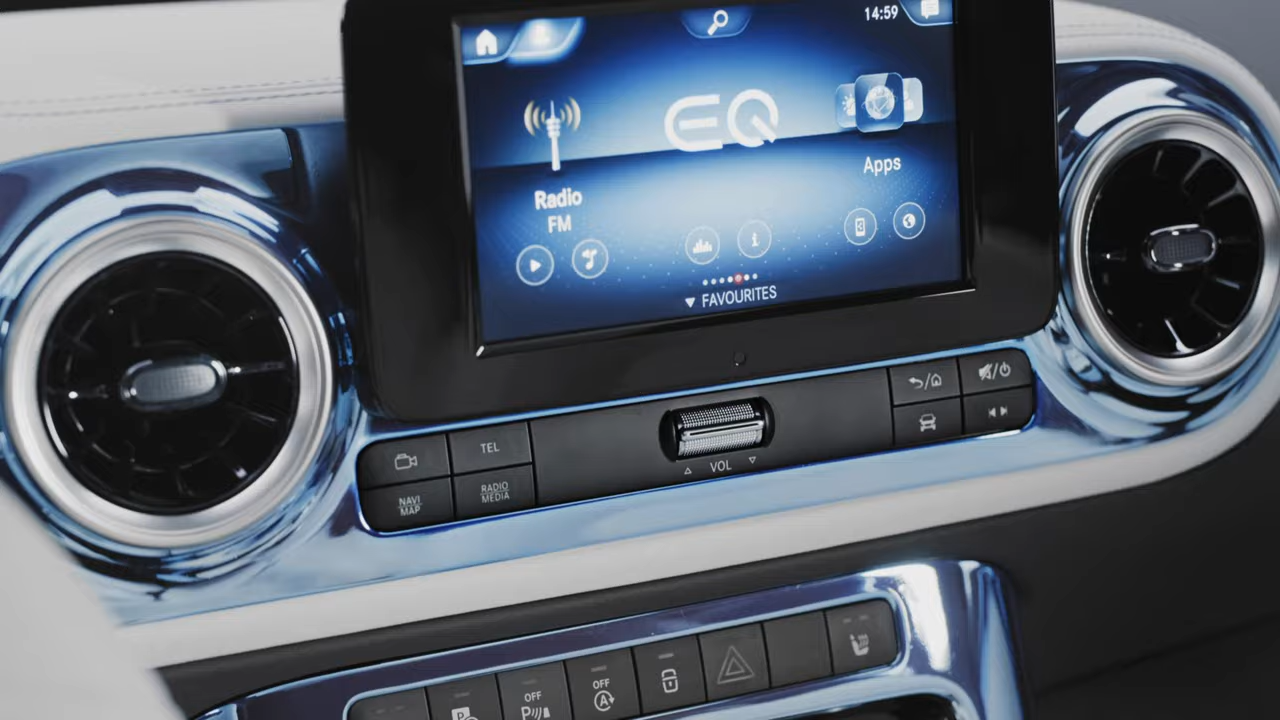 14:59
EQ
Radio
FM
Apps
FAVOURITES
TEL
NAVI
MAP
RADIO
MEDIA
VOL
P
OFF
P
OFF
A